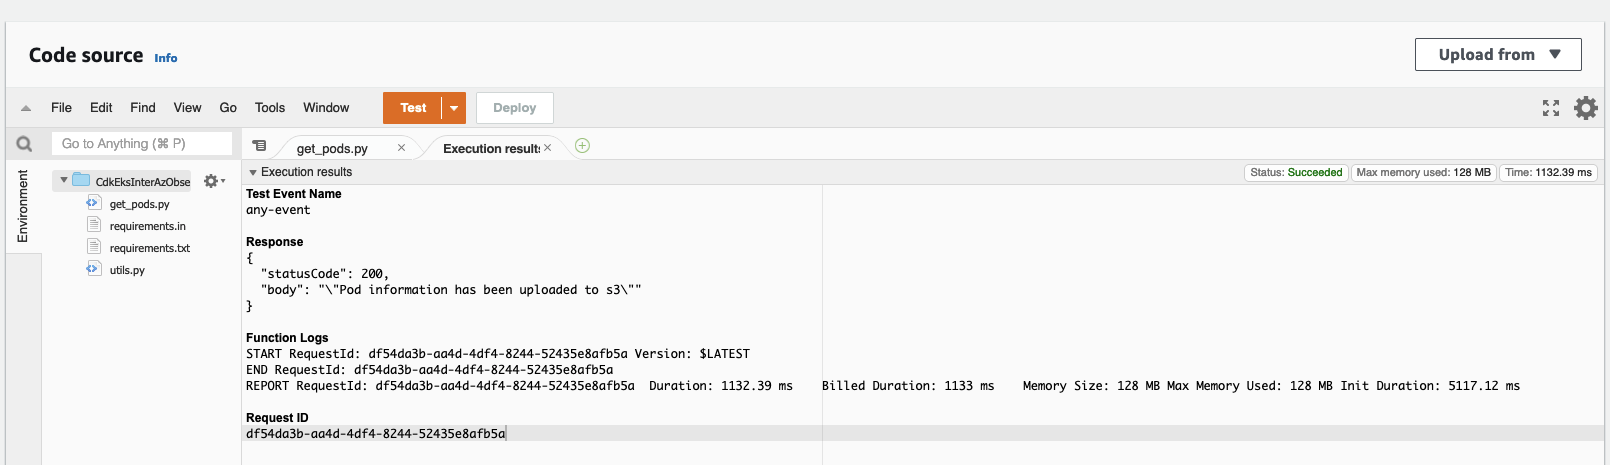 Code source Info
Upload from
File Edit Find View Go Tools Window Test Deploy
Go to Anything (⌘ P)
get_pods.py
Execution results
Environment
CdkEksInterAzObse
get_pods.py
requirements.in
requirements.txt
utils.py
Execution results
Status: Succeeded Max memory used: 128 MB Time: 1132.39 ms
Test Event Name
any-event
Response
{
"statusCode": 200,
"body": "\"Pod information has been uploaded to s3\""
}
Function Logs
START RequestId: df54da3b-aa4d-4df4-8244-52435e8afb5a Version: $LATEST
END RequestId: df54da3b-aa4d-4df4-8244-52435e8afb5a
REPORT RequestId: df54da3b-aa4d-4df4-8244-52435e8afb5a Duration: 1132.39 ms Billed Duration: 1133 ms Memory Size: 128 MB Max Memory Used: 128 MB Init Duration: 5117.12 ms
Request ID
df54da3b-aa4d-4df4-8244-52435e8afb5a